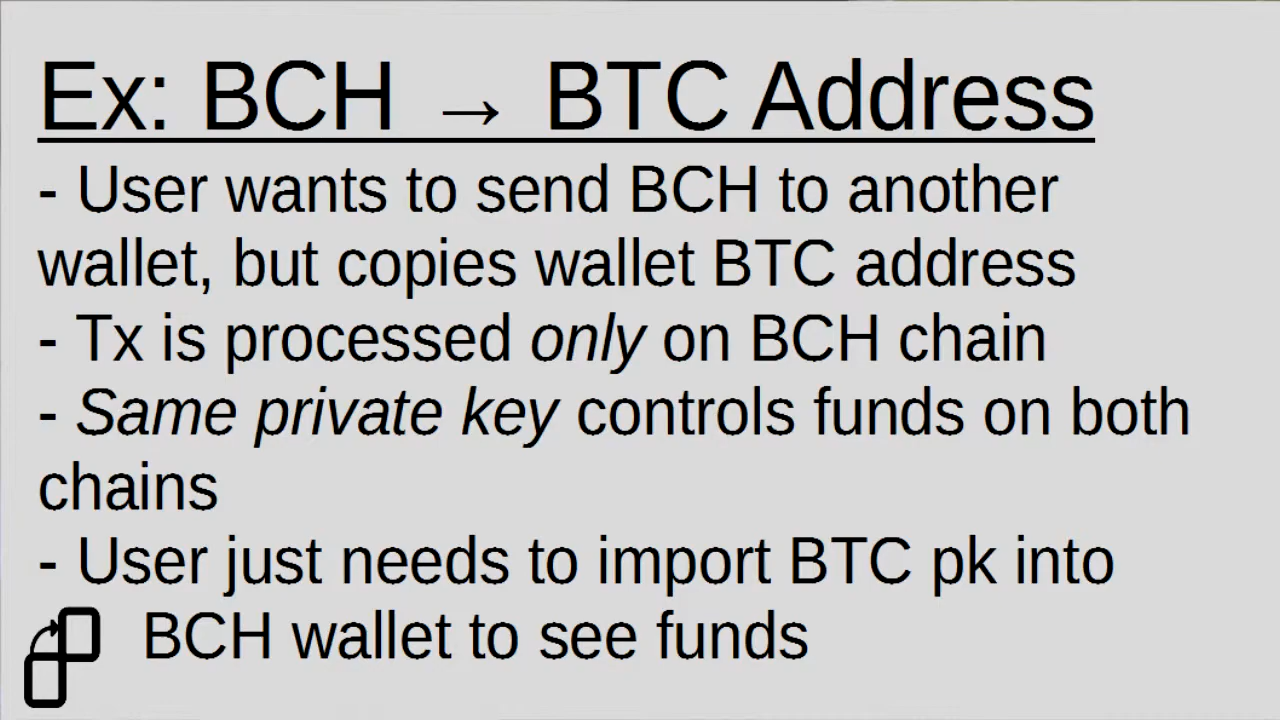 Ex: BCH → BTC Address
- User wants to send BCH to another
wallet, but copies wallet BTC address
- Tx is processed only on BCH chain
- Same private key controls funds on both
chains
- User just needs to import BTC pk into
BCH wallet to see funds